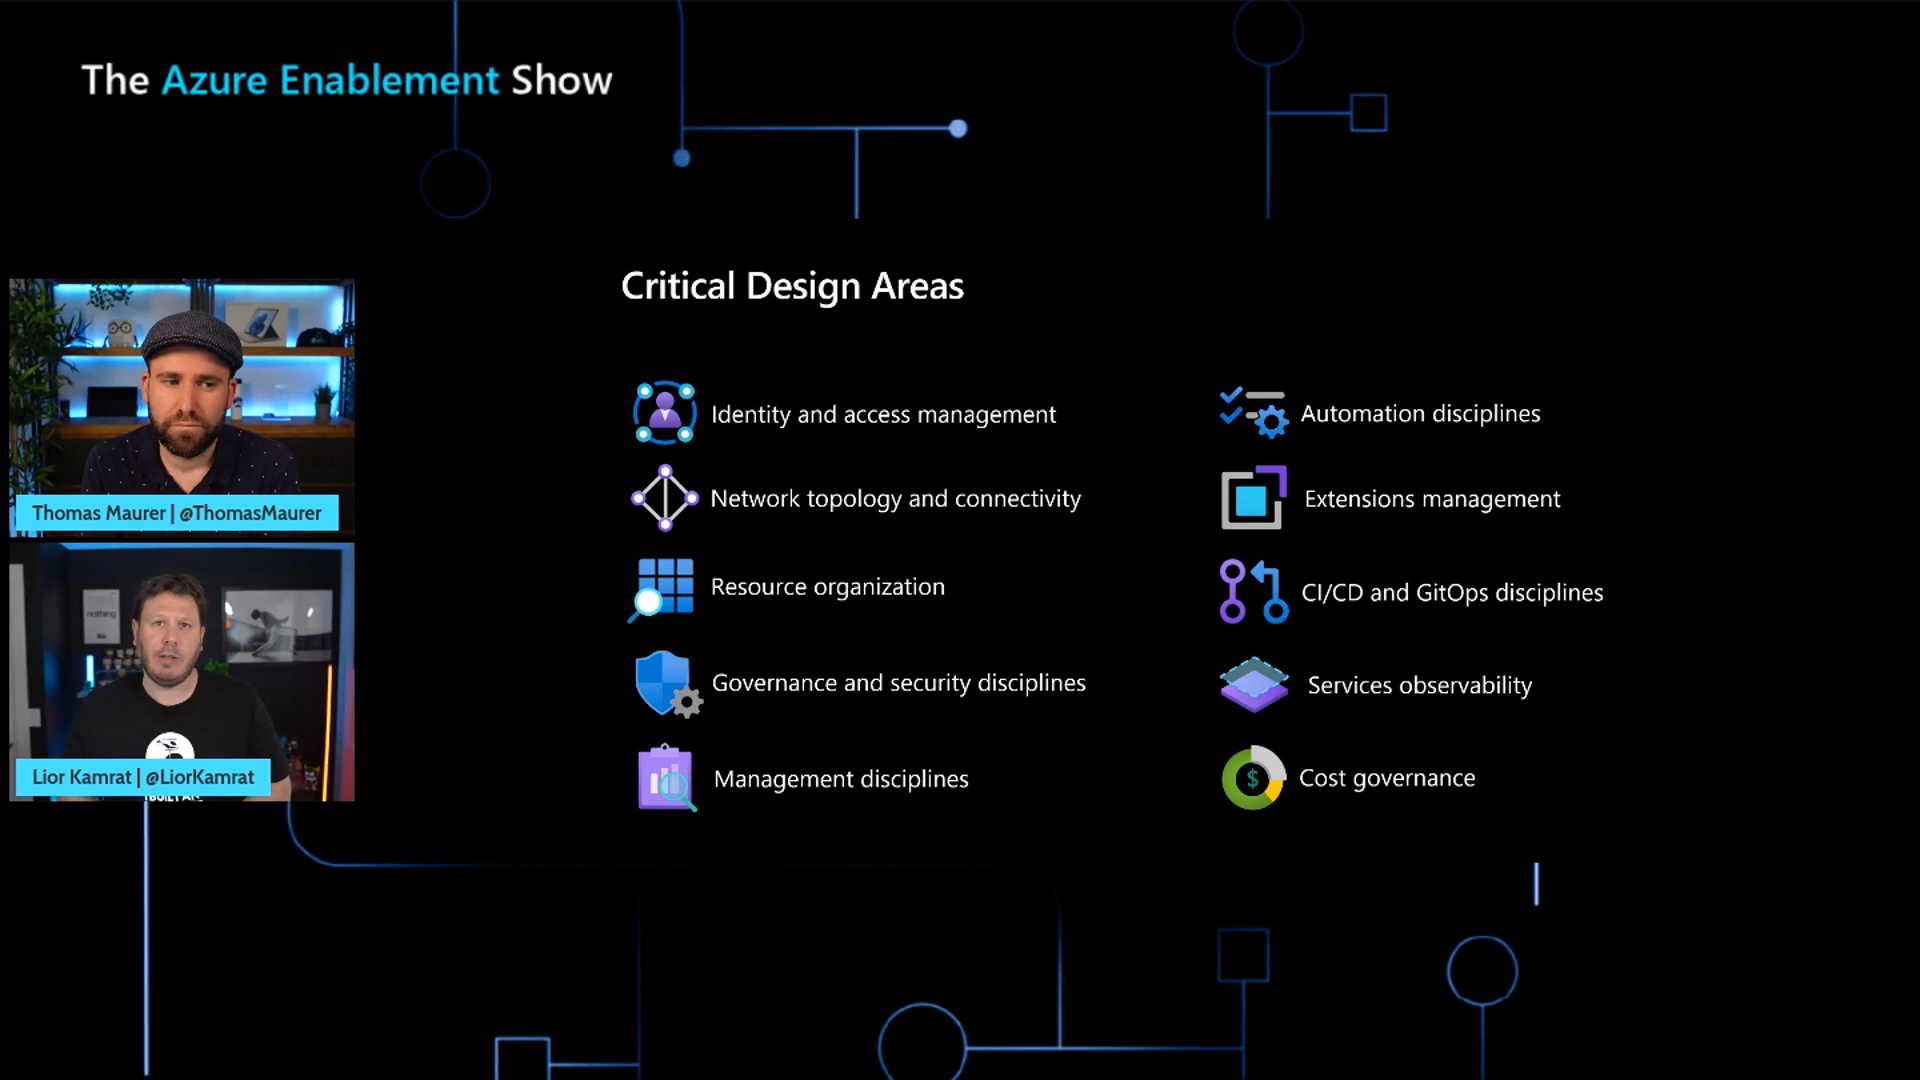 The Azure Enablement Show
Critical Design Areas
Identity and access management
Network topology and connectivity
Resource organization
Governance and security disciplines
Management disciplines
Automation disciplines
Extensions management
CI/CD and GitOps disciplines
Services observability
Cost governance
$
Thomas Maurer | @ThomasMaurer
nothing
Lior Kamrat | @LiorKamrat